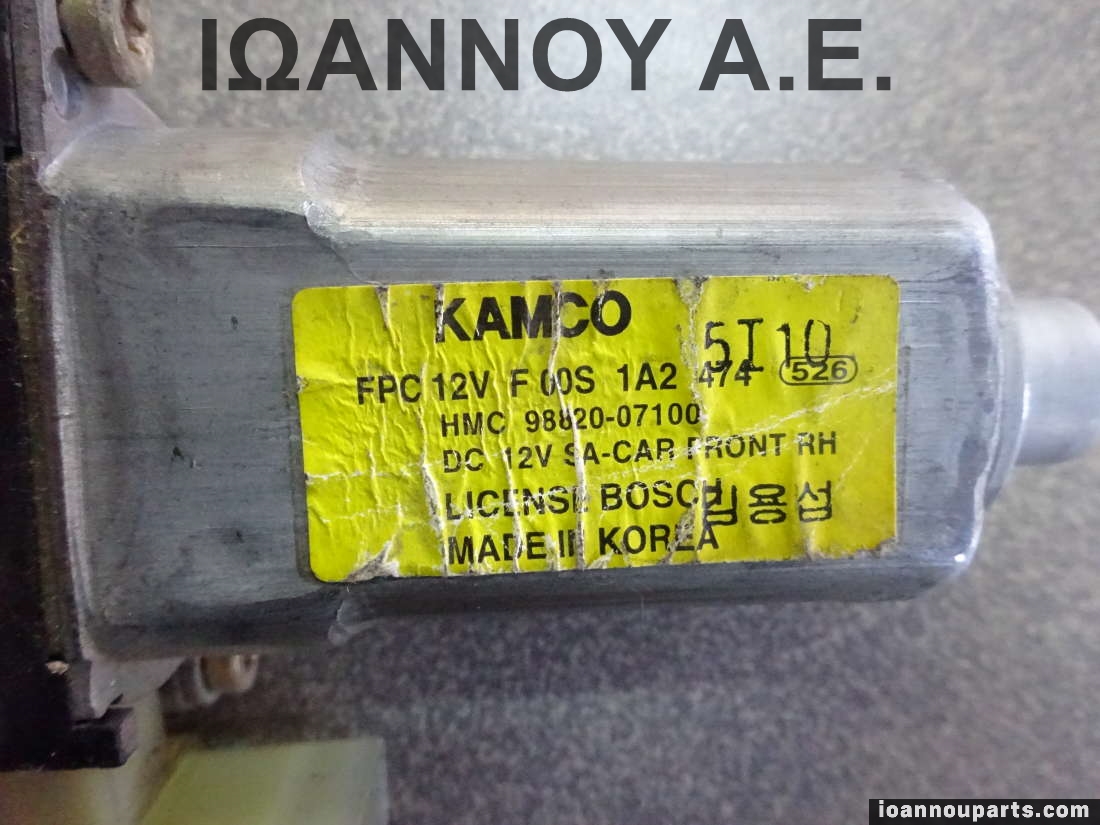 ΙΩΑΝΝΟΥ Α.Ε.
KAMCO
5I10
FPC 12V F 00S 1A2 474 526
HMC 98820-07100
DC 12V SA-CAR FRONT RH
LICENSE BOSCH
용섭
MADE IN KOREA
ioannouparts.com